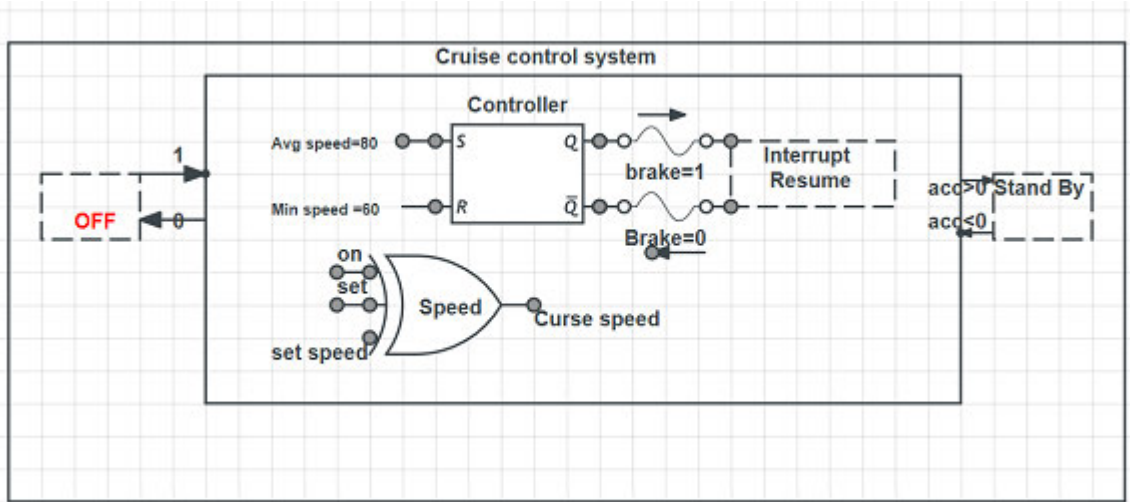 Cruise control system
Controller
Avg speed=80
S
Q
1
brake=1
Interrupt
Resume
acc>0
Stand By
OFF
0
Min speed =60
R
Q̅
acc<0
Brake=0
on
set
Speed
Curse speed
set speed